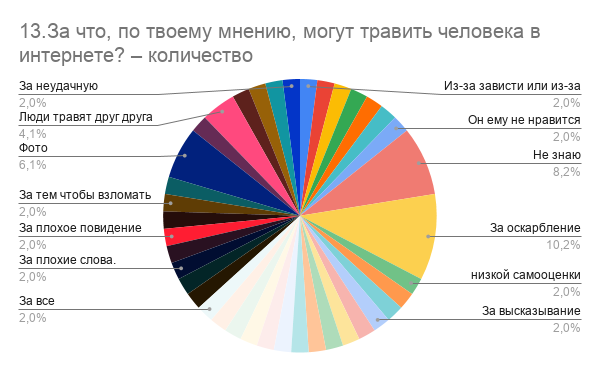 13.За что, по твоему мнению, могут травить человека в
интернете? – количество
За неудачную
2,0%
Люди травят друг друга
4,1%
Фото
6,1%
За тем чтобы взломать
2,0%
За плохое повидение
2,0%
За плохие слова.
2,0%
За все
2,0%
Из-за зависти или из-за
2,0%
Он ему не нравится
2,0%
Не знаю
8,2%
За оскарбление
10,2%
низкой самооценки
2,0%
За высказывание
2,0%